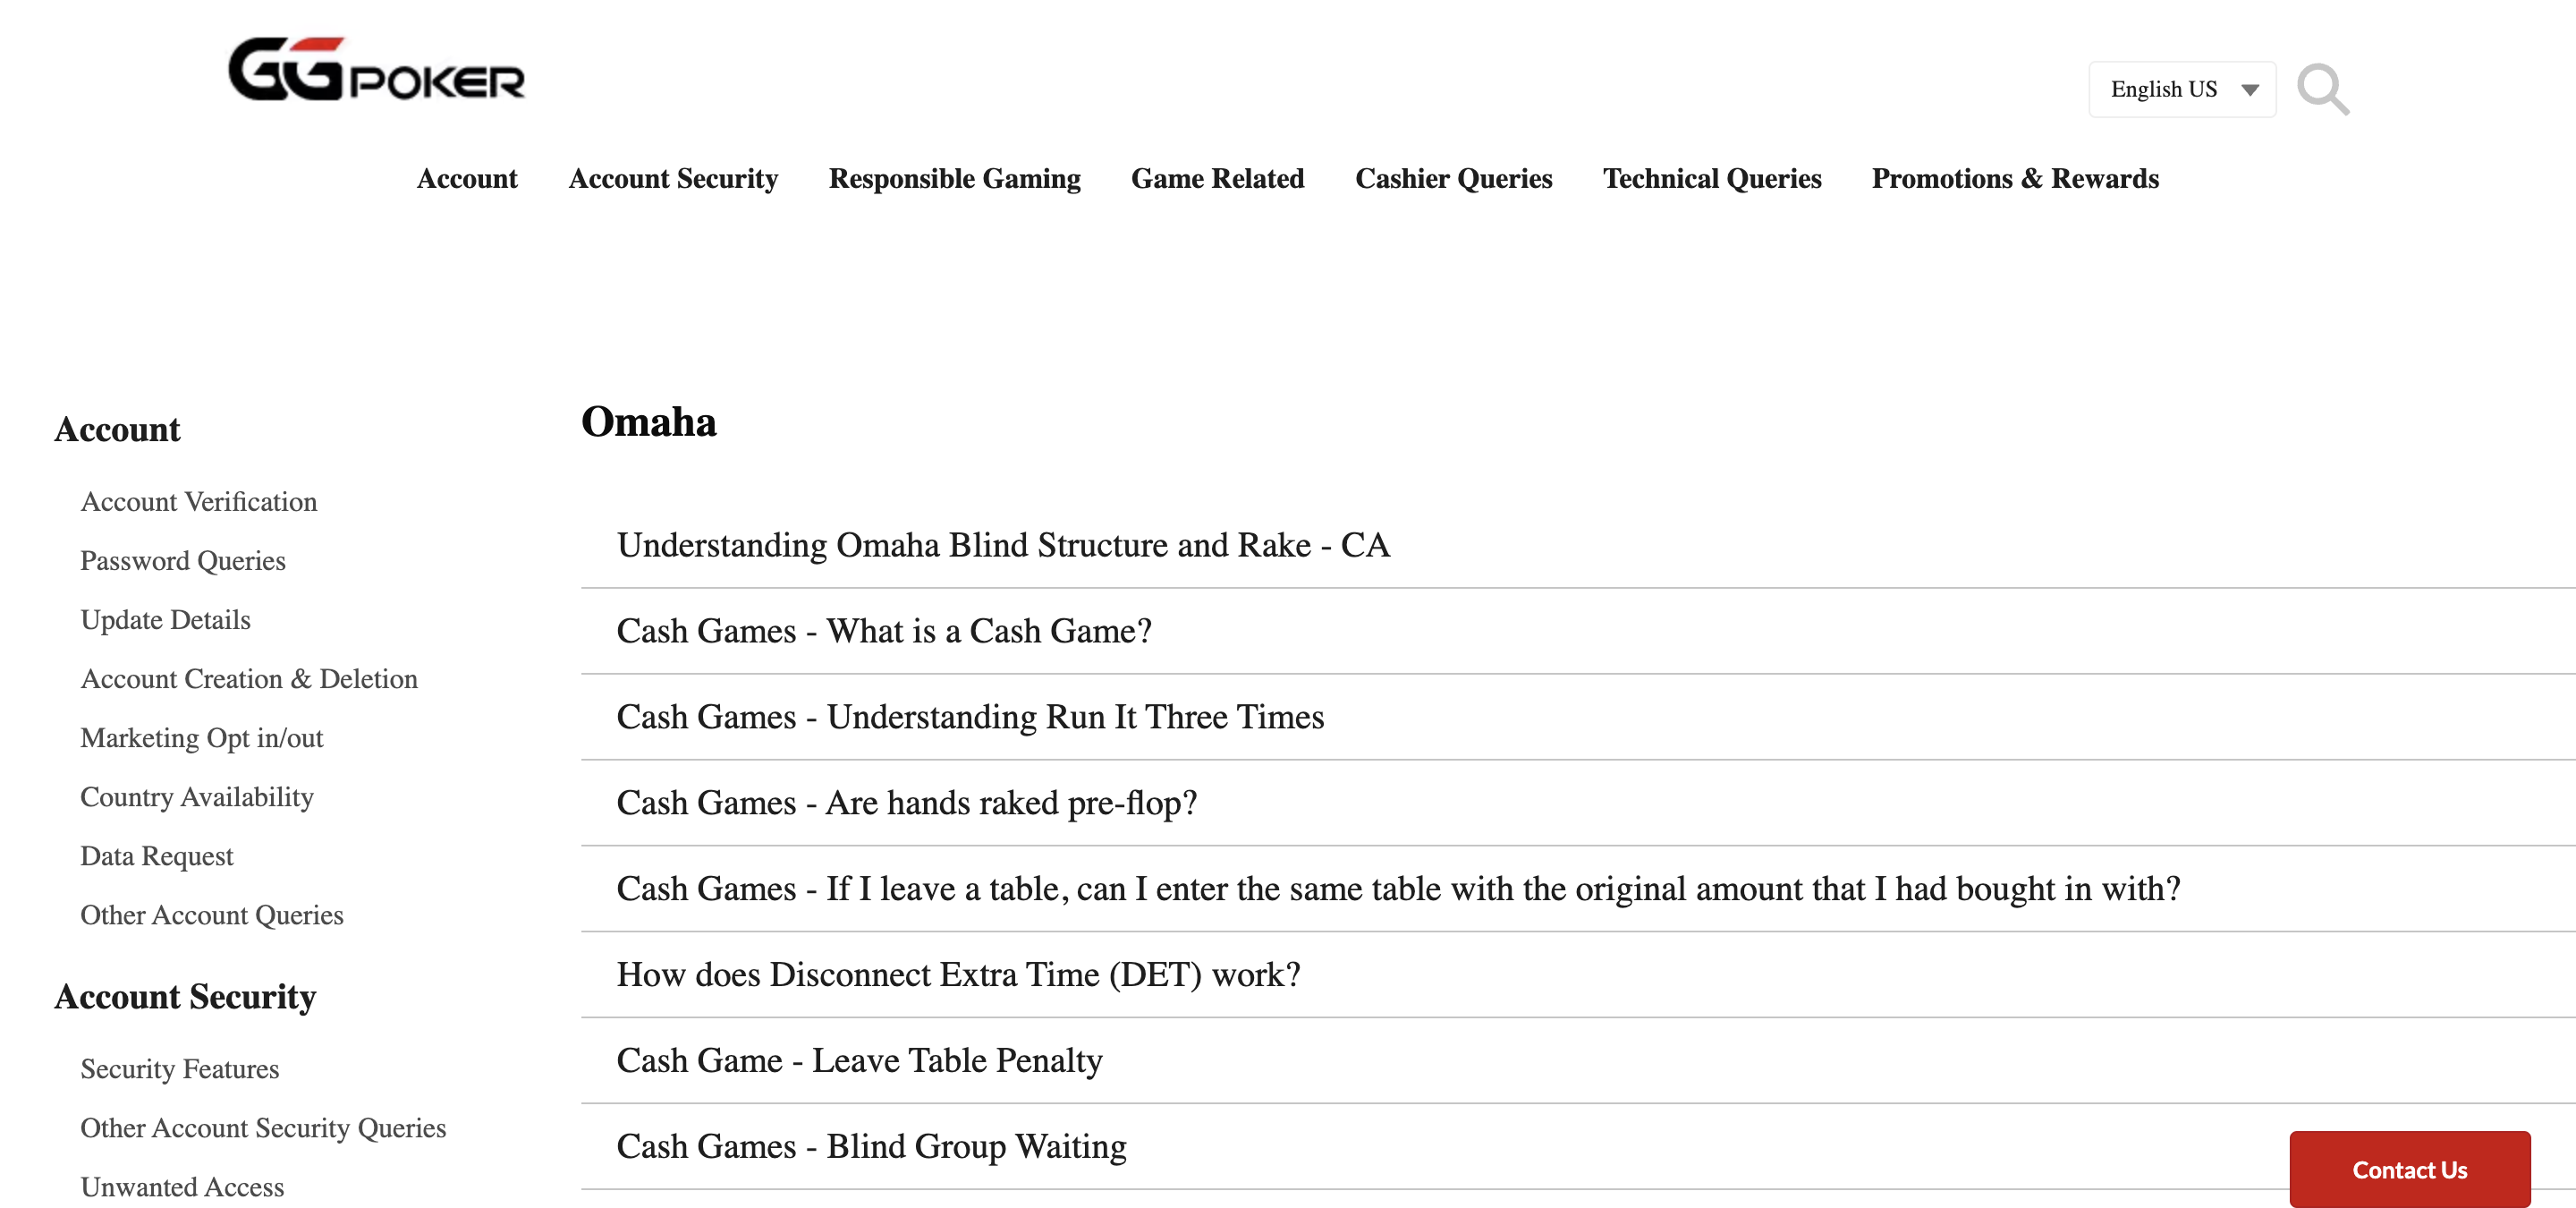 GGPOKER
English US
Account Account Security Responsible Gaming Game Related Cashier Queries Technical Queries Promotions & Rewards
Account
Account Verification
Password Queries
Update Details
Account Creation & Deletion
Marketing Opt in/out
Country Availability
Data Request
Other Account Queries
Account Security
Security Features
Other Account Security Queries
Unwanted Access
Omaha
Understanding Omaha Blind Structure and Rake - CA
Cash Games - What is a Cash Game?
Cash Games - Understanding Run It Three Times
Cash Games - Are hands raked pre-flop?
Cash Games - If I leave a table, can I enter the same table with the original amount that I had bought in with?
How does Disconnect Extra Time (DET) work?
Cash Game - Leave Table Penalty
Cash Games - Blind Group Waiting
Contact Us